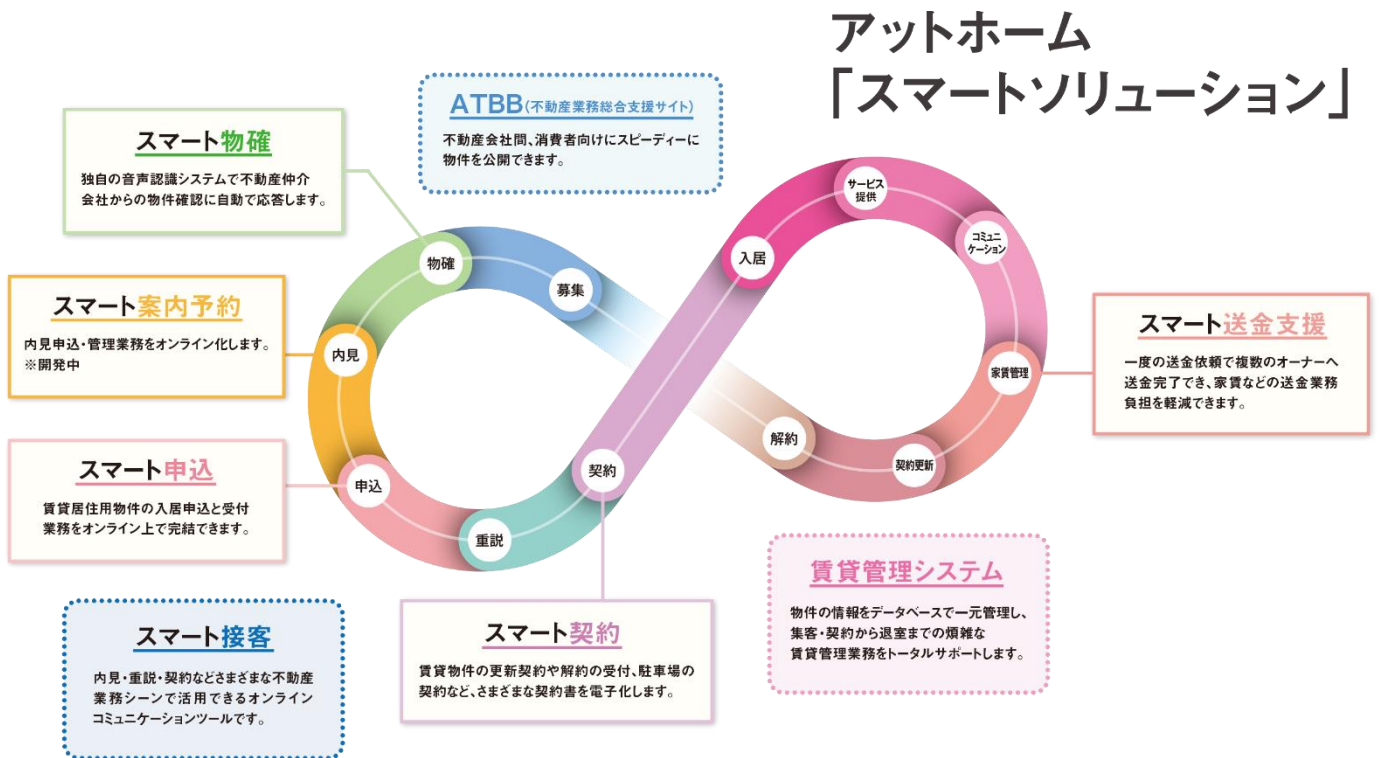 アットホーム
「スマートソリューション」
ATBB(不動産業務総合支援サイト)
不動産会社間、消費者向けにスピーディーに
物件を公開できます。
スマート物確
独自の音声認識システムで不動産仲介
会社からの物件確認に自動で応答します。
スマート案内予約
内見申込・管理業務をオンライン化します。
※開発中
スマート申込
賃貸居住用物件の入居申込と受付
業務をオンライン上で完結できます。
スマート接客
内見・重説・契約などさまざまな不動産
業務シーンで活用できるオンライン
コミュニケーションツールです。
募集
物確
内見
申込
重説
契約
入居
サービス
提供
コミュニ
ケーション
家賃管理
契約更新
解約
スマート契約
賃貸物件の更新契約や解約の受付、駐車場の
契約など、さまざまな契約書を電子化します。
スマート送金支援
一度の送金依頼で複数のオーナーへ
送金完了でき、家賃などの送金業務
負担を軽減できます。
賃貸管理システム
物件の情報をデータベースで一元管理し、
集客・契約から退室までの煩雑な
賃貸管理業務をトータルサポートします。